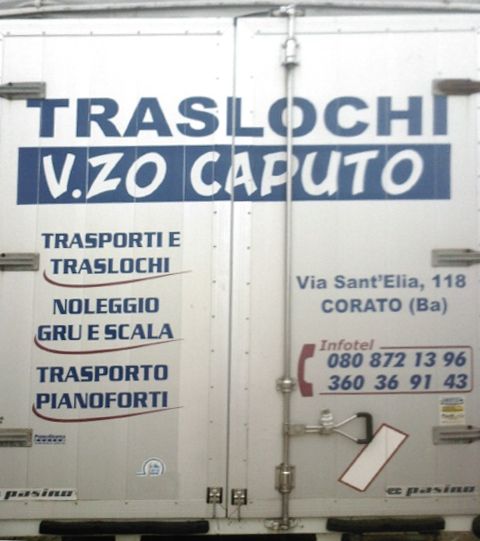 TRASLOCHI
V.ZO CAPUTO
TRASPORTI E
TRASLOCHI
NOLEGGIO
GRU E SCALA
TRASPORTO
PIANOFORTI
Via Sant'Elia, 118
CORATO (Ba)
Infotel
080 872 13 96
360 36 91 43
pasino
pasino